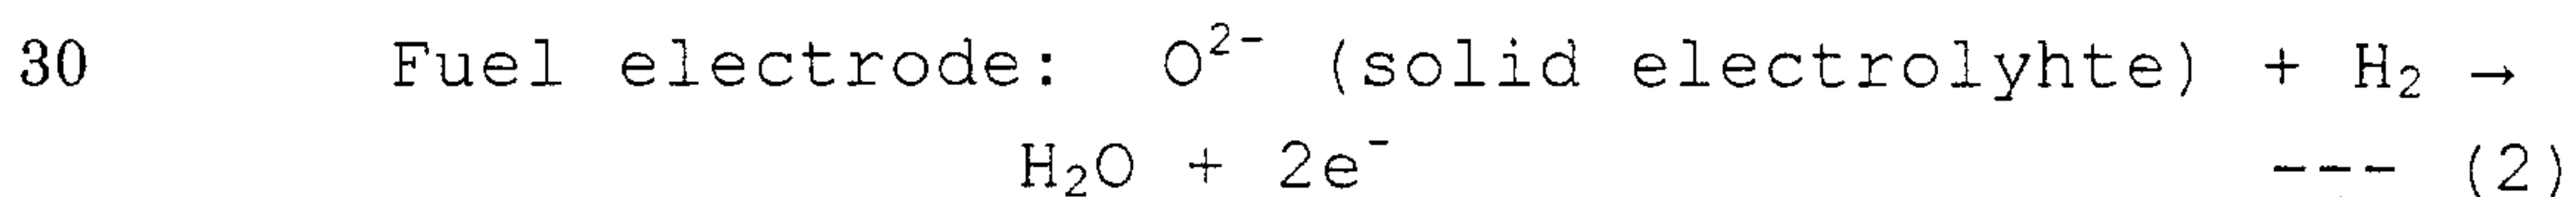 30 Fuel electrode: O²⁻ (solid electrolyhte) + H₂ →
H₂O + 2e⁻ --- (2)